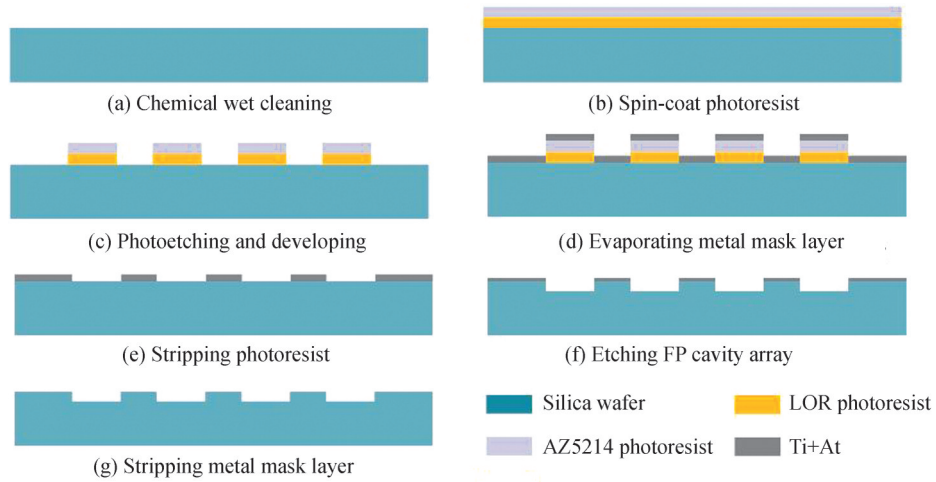 (a) Chemical wet cleaning
(b) Spin-coat photoresist
(c) Photoetching and developing
(d) Evaporating metal mask layer
(e) Stripping photoresist
(f) Etching FP cavity array
(g) Stripping metal mask layer
Silica wafer
LOR photoresist
AZ5214 photoresist
Ti+At